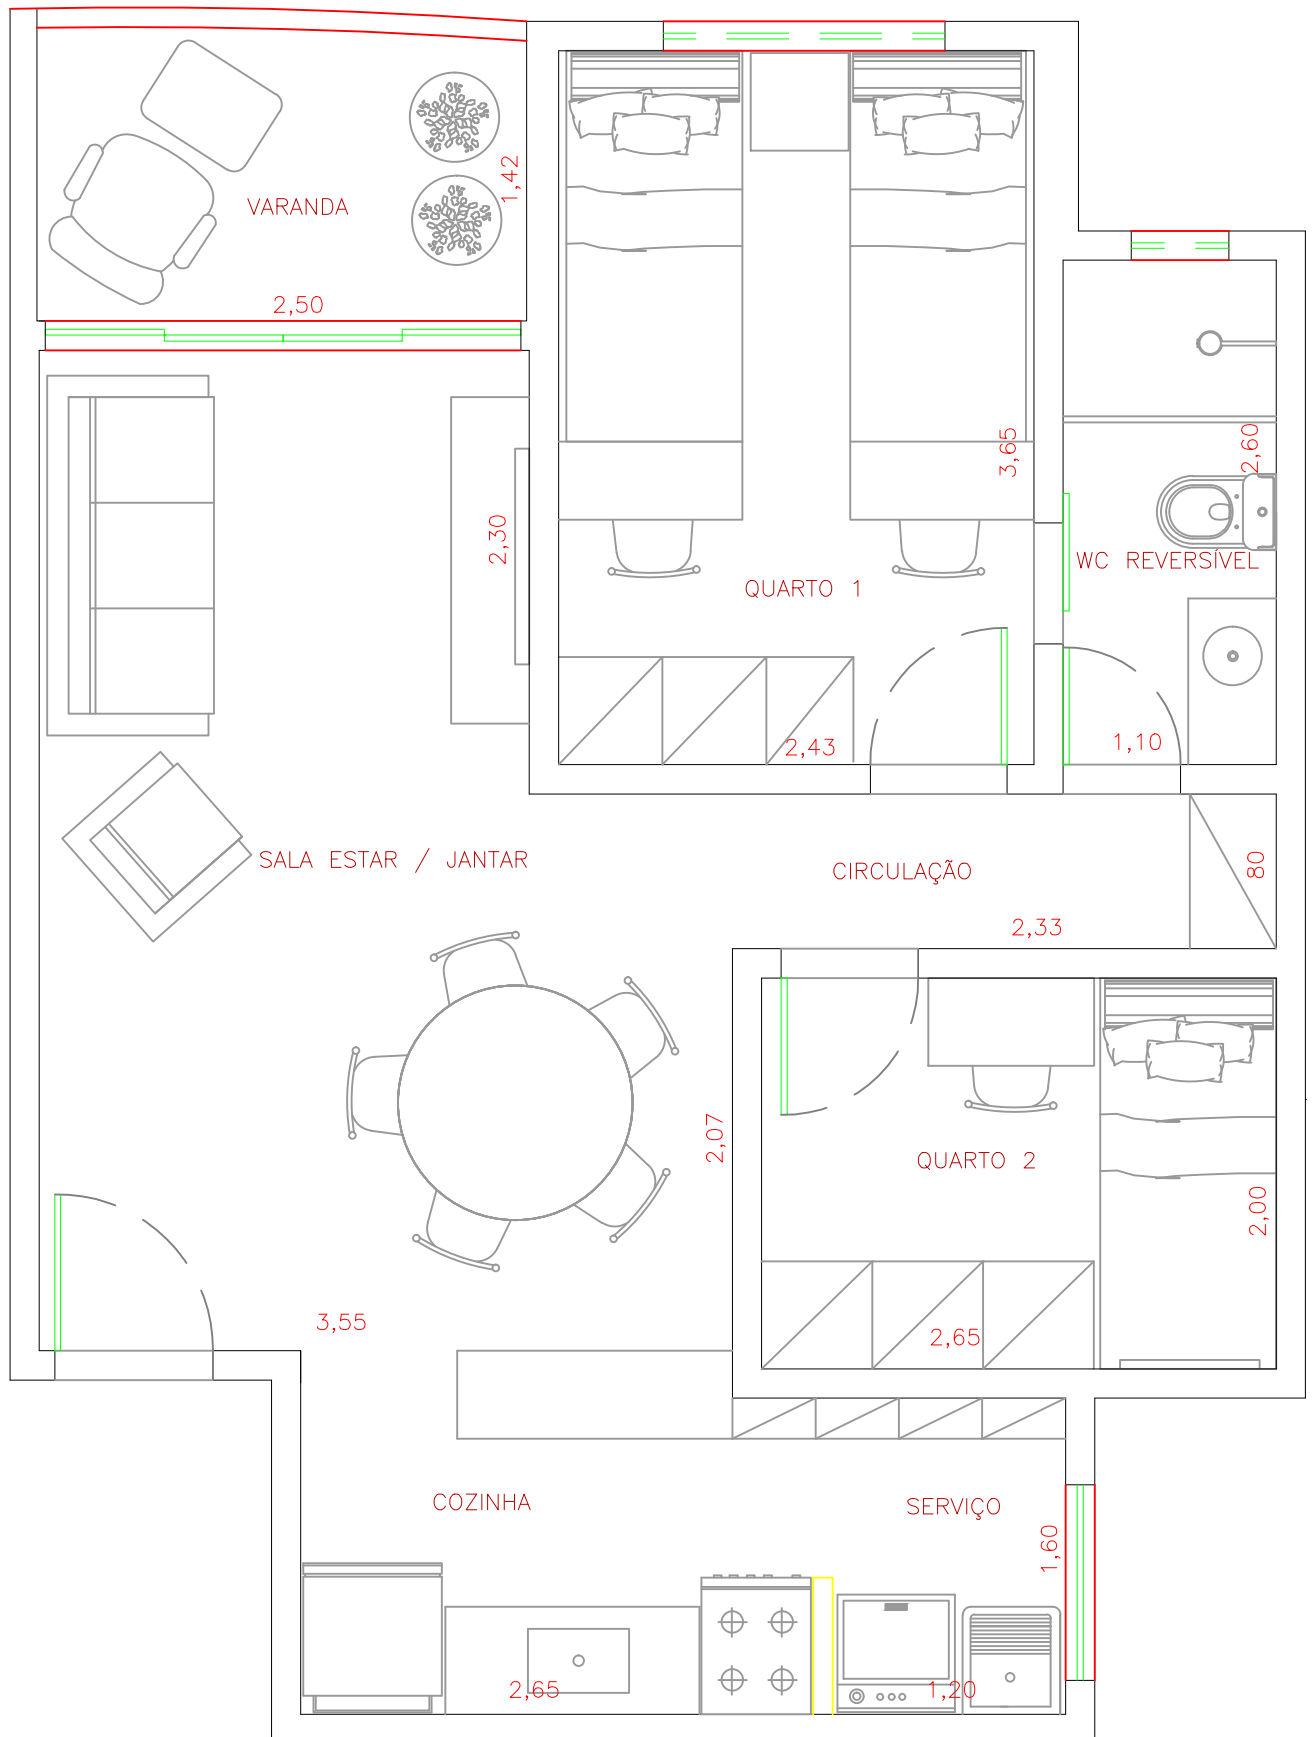 VARANDA
1,42
2,50
2,30
3,65
2,60
WC REVERSÍVEL
QUARTO 1
2,43
1,10
SALA ESTAR / JANTAR
CIRCULAÇÃO
80
2,33
2,07
QUARTO 2
2,00
3,55
2,65
COZINHA
SERVIÇO
1,60
2,65
1,20